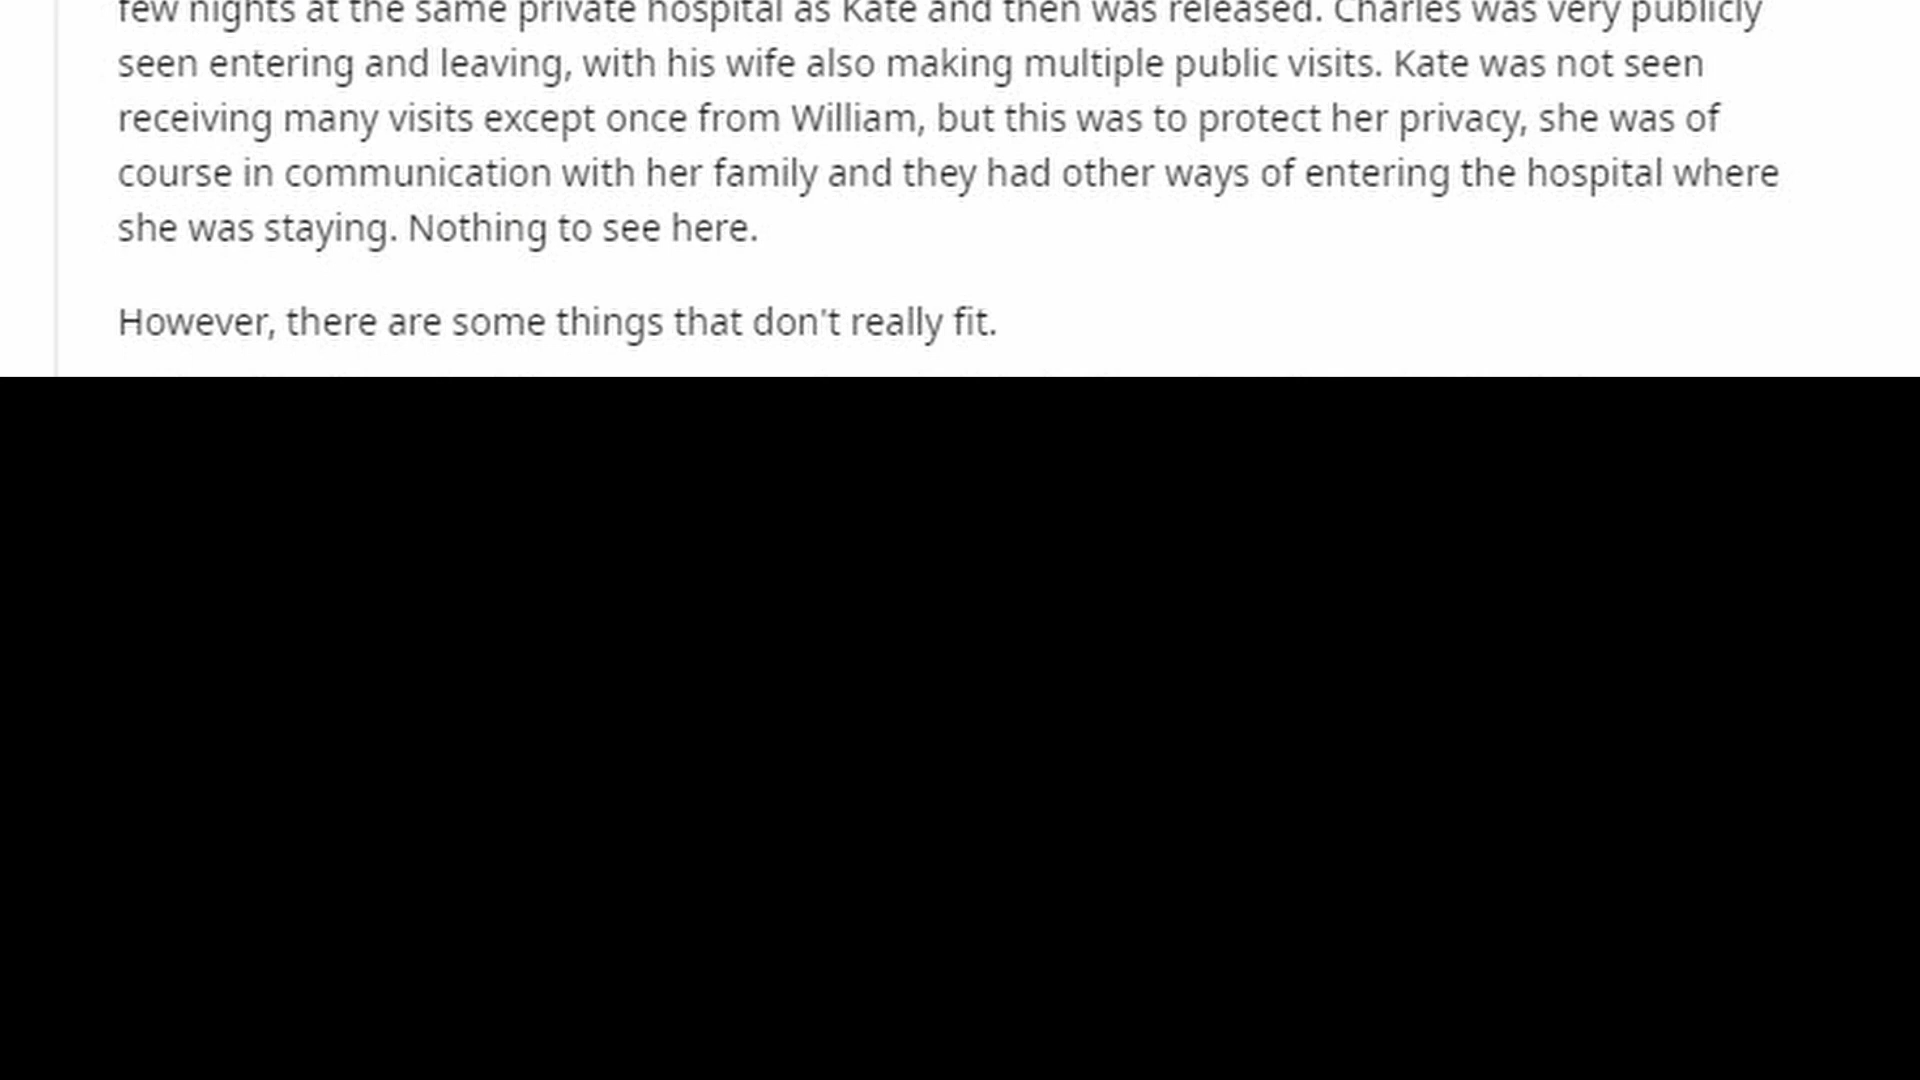 few nights at the same private hospital as Kate and then was released. Charles was very publicly
seen entering and leaving, with his wife also making multiple public visits. Kate was not seen
receiving many visits except once from William, but this was to protect her privacy, she was of
course in communication with her family and they had other ways of entering the hospital where
she was staying. Nothing to see here.
However, there are some things that don't really fit.